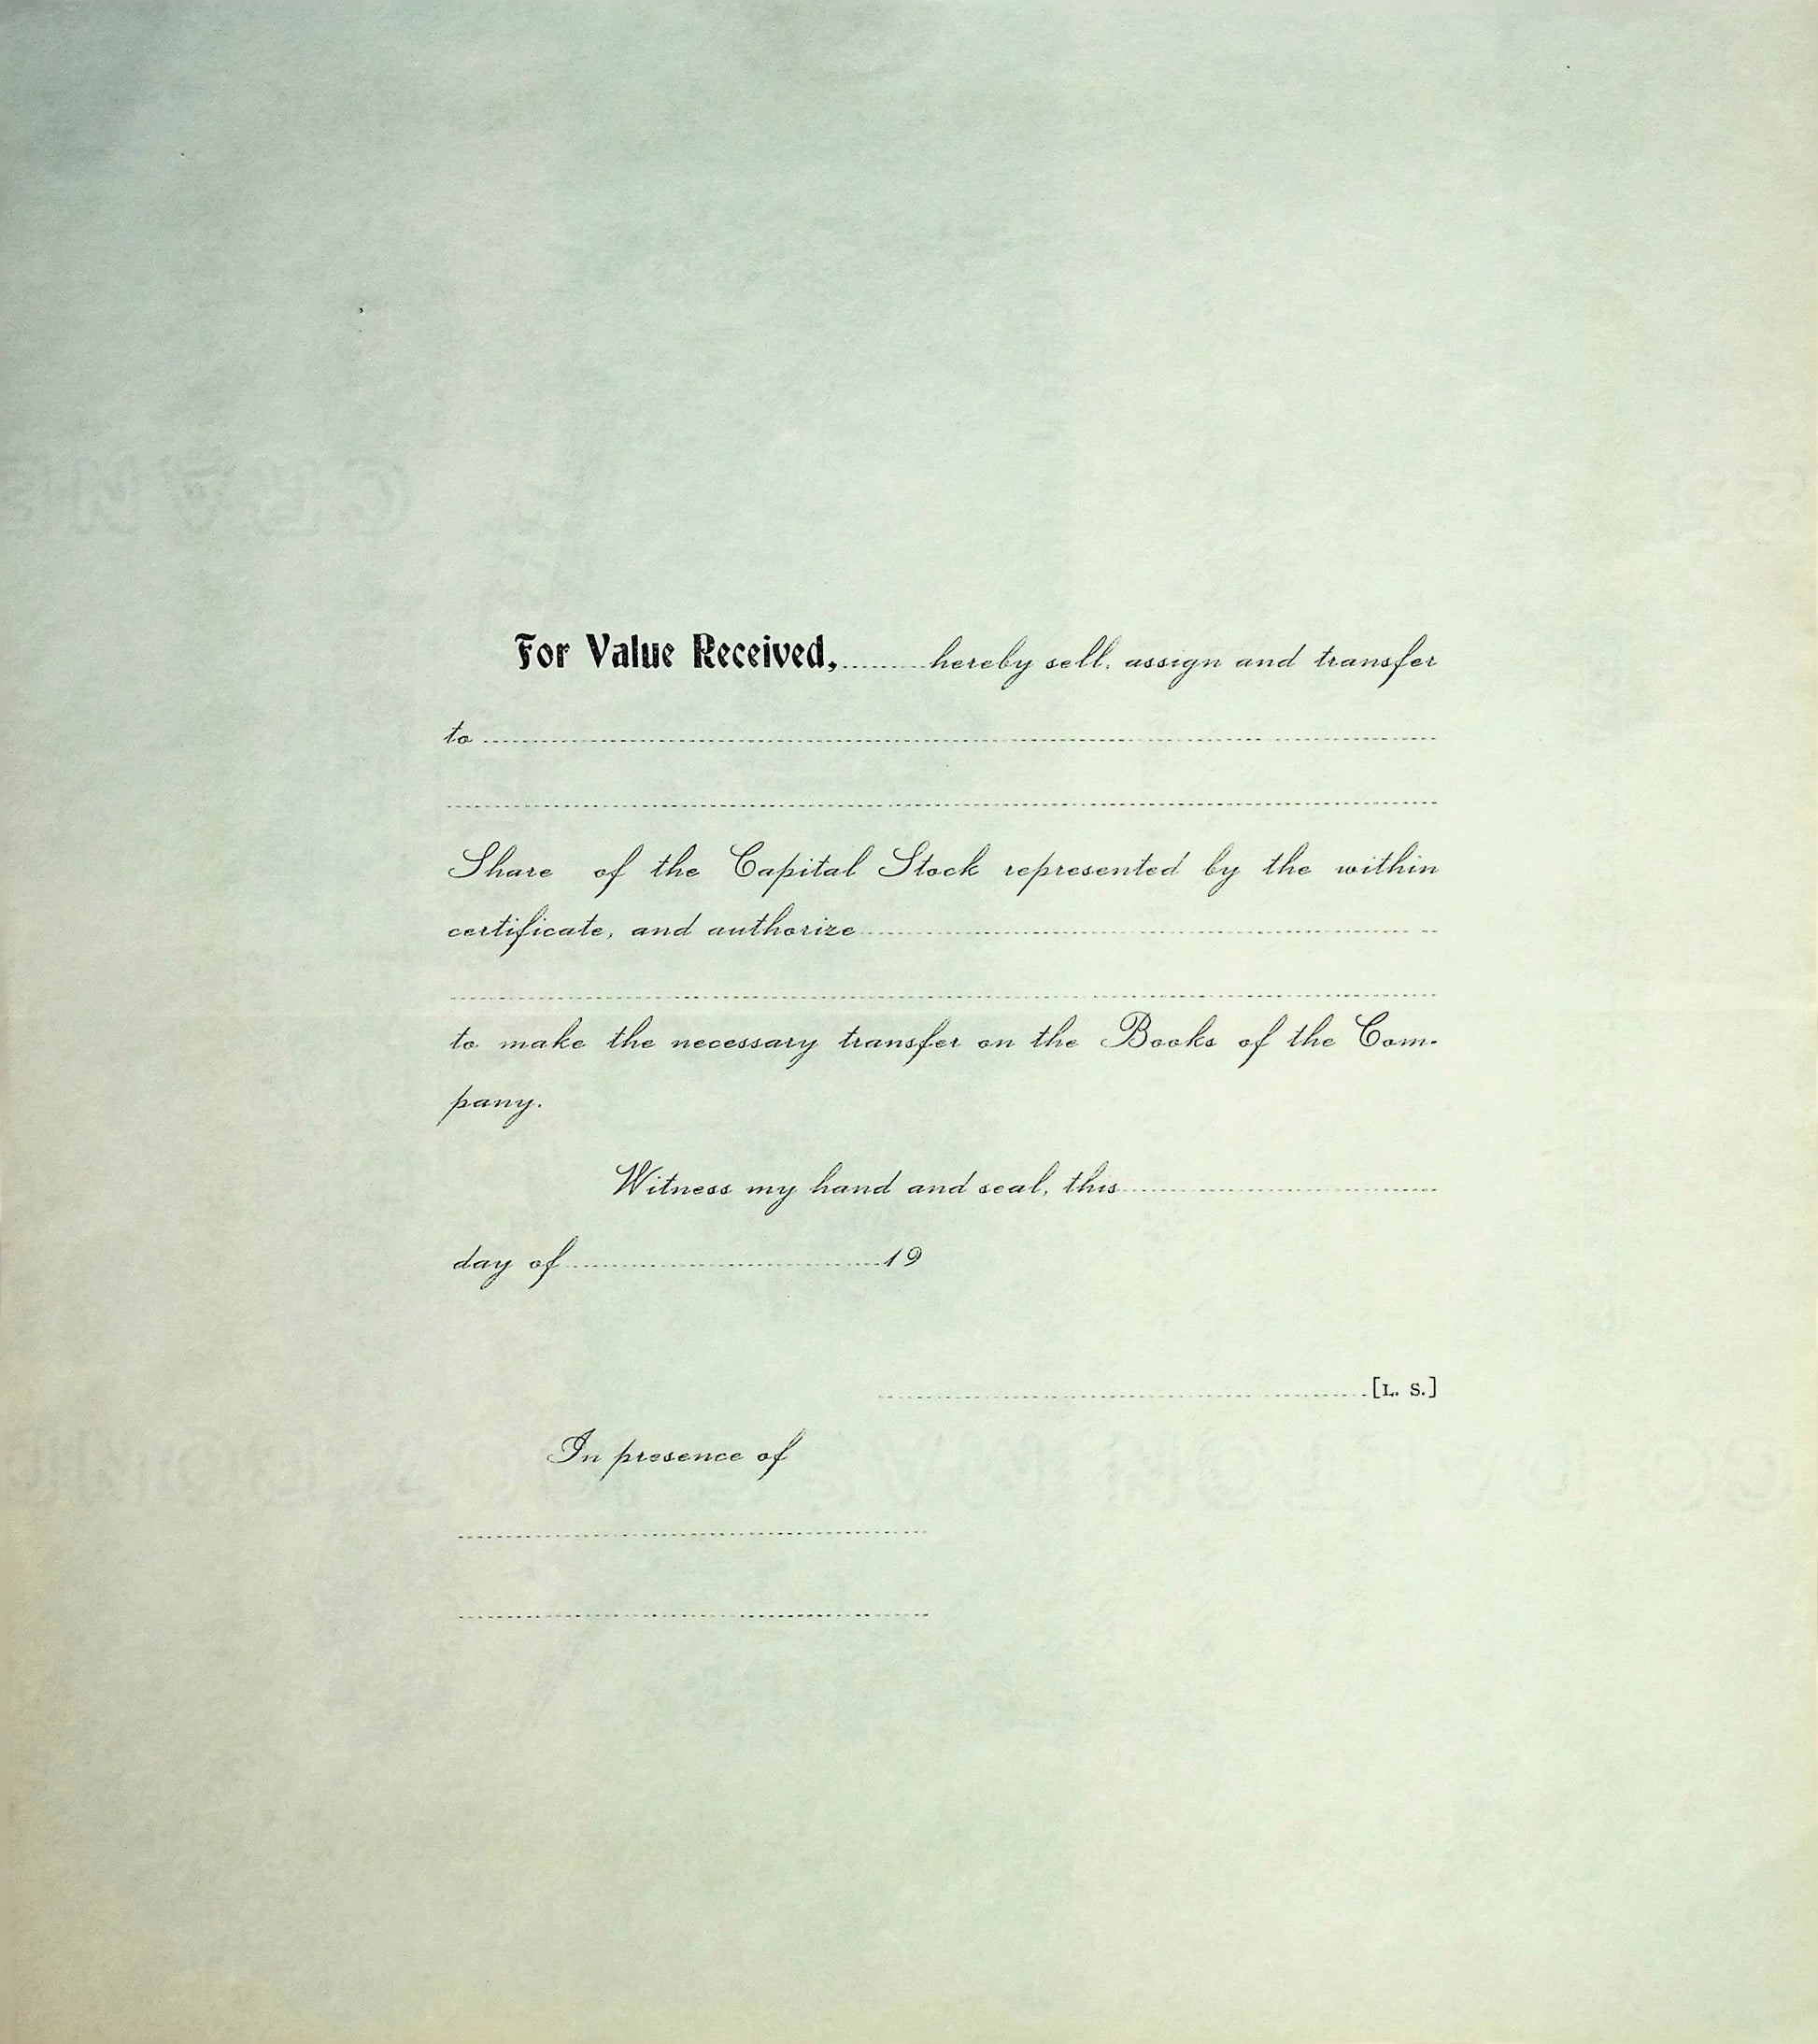 For Value Received,........hereby sell, assign and transfer
to
Share of the Capital Stock represented by the within
certificate, and authorize
to make the necessary transfer on the Books of the Com-
pany.
Witness my hand and seal, this
day of 19
[L. S.]
In presence of